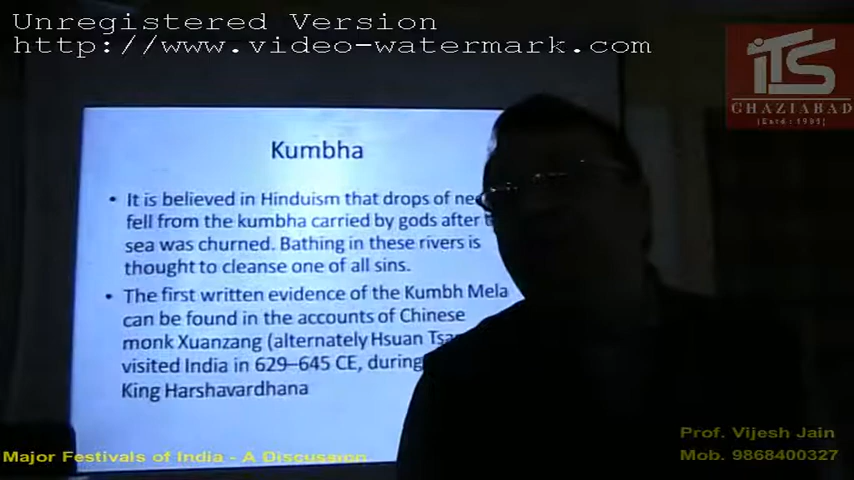 Unregistered Version
http://www.video-watermark.com
iTS
GHAZIABAD
Kumbha
• It is believed in Hinduism that drops of
fell from the kumbha carried by gods after
sea was churned. Bathing in these rivers is
thought to cleanse one of all sins.
• The first written evidence of the Kumbh Mela
can be found in the accounts of Chinese
monk Xuanzang (alternately Hsuan
visited India in 629–645 CE, during
King Harshavardhana
Major Festivals of India - A Discussion
Prof. Vijesh Jain
Mob. 9868400327